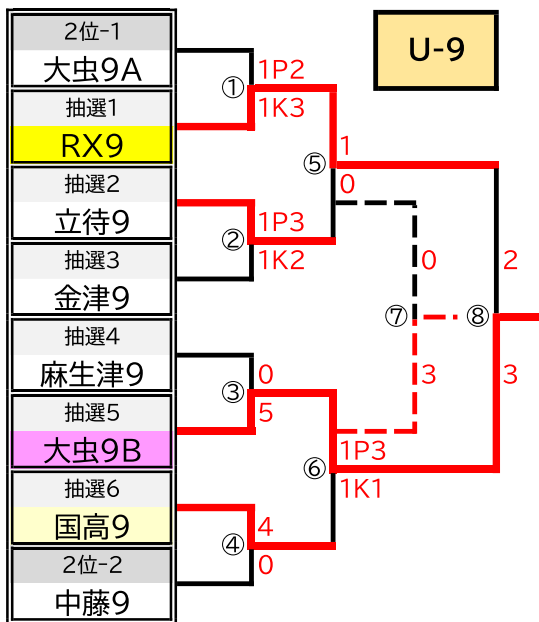 U-9
2位-1
大虫9A
抽選1
RX9
抽選2
立待9
抽選3
金津9
抽選4
麻生津9
抽選5
大虫9B
抽選6
国高9
2位-2
中藤9
①
1P2
1K3
②
1P3
1K2
③
0
5
④
4
0
⑤
1
0
⑥
1P3
1K1
⑦
0
3
⑧
2
3